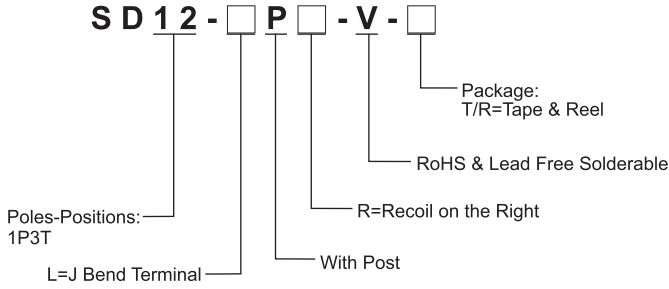 SD12-□P□-V-□
Package:
T/R=Tape & Reel
RoHS & Lead Free Solderable
R=Recoil on the Right
Poles-Positions:
1P3T
With Post
L=J Bend Terminal